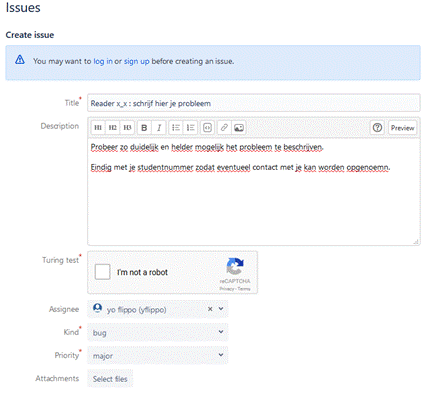 Issues
Create issue
You may want to log in or sign up before creating an issue.
Title* Reader x_x : schrijf hier je probleem
Description H1 H2 H3 B I Preview
Probeer zo duidelijk en helder mogelijk het probleem te beschrijven.
Eindig met je studentnummer zodat eventueel contact met je kan worden opgenoemn.
Turing test* I'm not a robot
reCAPTCHA
Privacy - Terms
Assignee yo flippo (yflippo)
Kind* bug
Priority* major
Attachments Select files